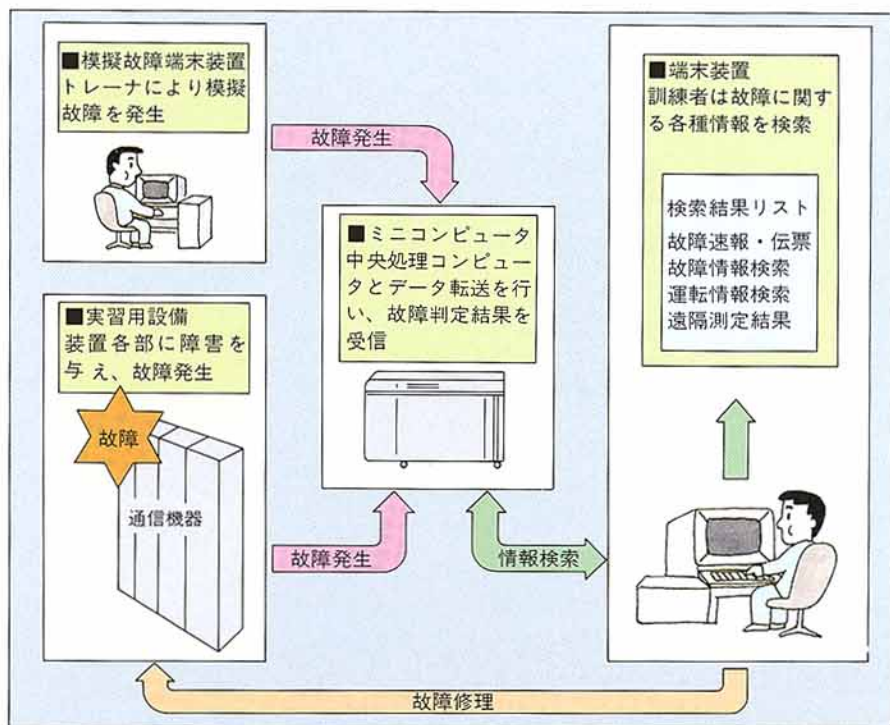 ■模擬故障端末装置
トレーナにより模擬
故障を発生
故障発生
■端末装置
訓練者は故障に関す
る各種情報を検索
検索結果リスト
故障速報・伝票
故障情報検索
運転情報検索
遠隔測定結果
■ミニコンピュータ
中央処理コンピュー
タとデータ転送を行
い、故障判定結果を
受信
■実習用設備
装置各部に障害を
与え、故障発生
故障
通信機器
故障発生
情報検索
故障修理